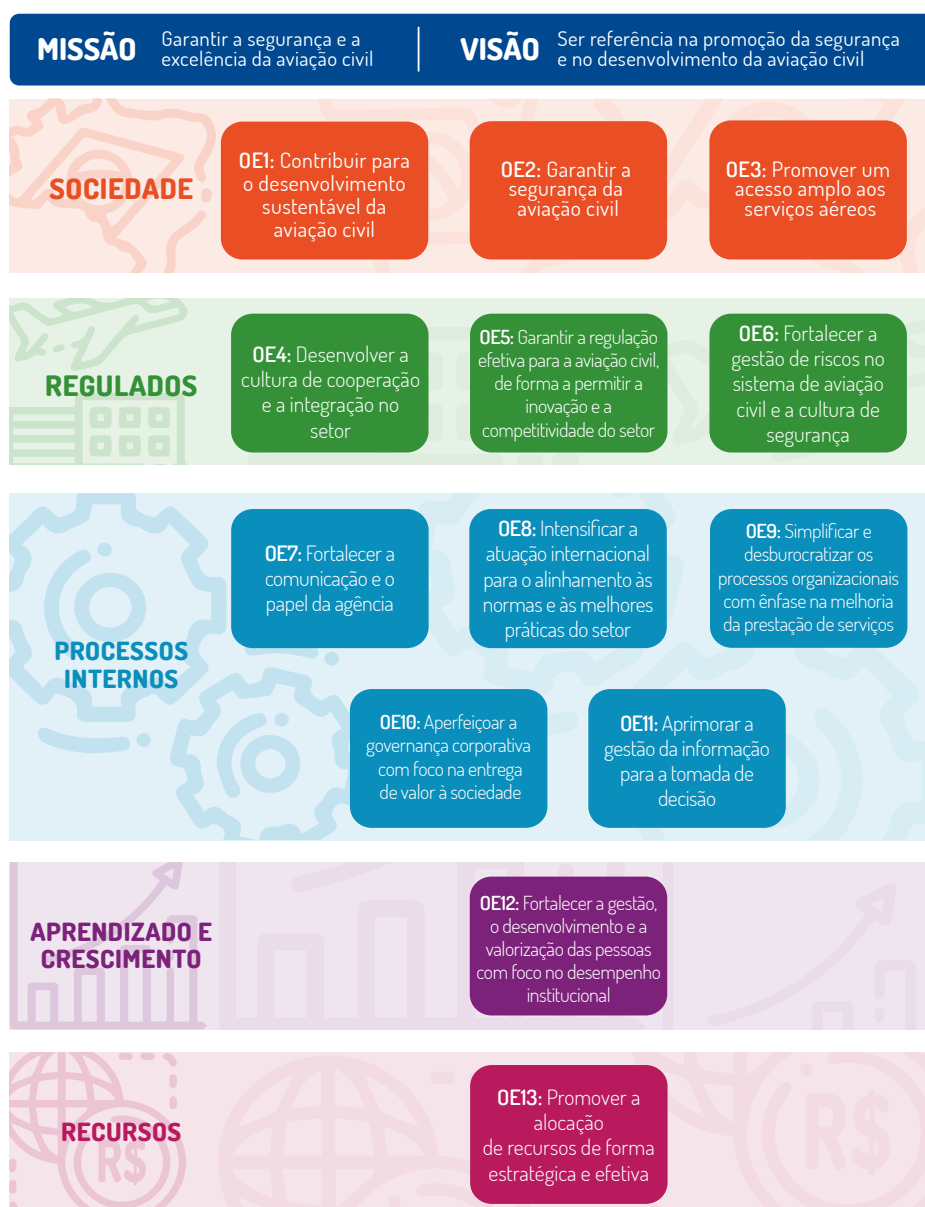 MISSÃO
Garantir a segurança e a
excelência da aviação civil
VISÃO
Ser referência na promoção da segurança
e no desenvolvimento da aviação civil
SOCIEDADE
OE1: Contribuir para
o desenvolvimento
sustentável da
aviação civil
OE2: Garantir a
segurança da
aviação civil
OE3: Promover um
acesso amplo aos
serviços aéreos
REGULADOS
OE4: Desenvolver a
cultura de cooperação
e a integração no
setor
OE5: Garantir a regulação
efetiva para a aviação civil,
de forma a permitir a
inovação e a
competitividade do setor
OE6: Fortalecer a
gestão de riscos no
sistema de aviação
civil e a cultura de
segurança
PROCESSOS
INTERNOS
OE7: Fortalecer a
comunicação e o
papel da agência
OE8: Intensificar a
atuação internacional
para o alinhamento às
normas e às melhores
práticas do setor
OE9: Simplificar e
desburocratizar os
processos organizacionais
com ênfase na melhoria
da prestação de serviços
OE10: Aperfeiçoar a
governança corporativa
com foco na entrega
de valor à sociedade
OE11: Aprimorar a
gestão da informação
para a tomada de
decisão
APRENDIZADO E
CRESCIMENTO
OE12: Fortalecer a gestão,
o desenvolvimento e a
valorização das pessoas
com foco no desempenho
institucional
RECURSOS
R$
OE13: Promover a
alocação
de recursos de forma
estratégica e efetiva
R$